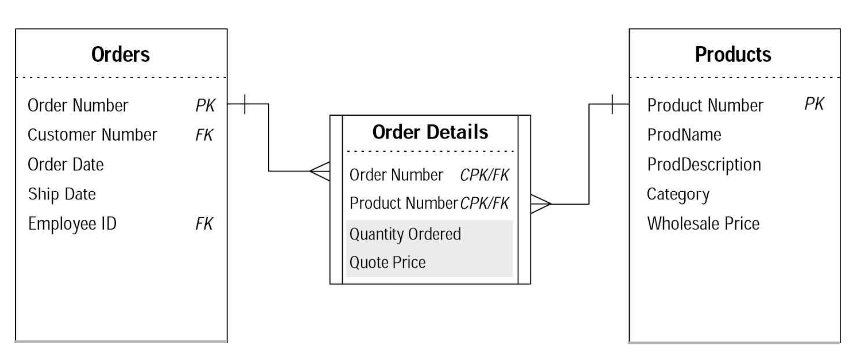 Orders
Order Number PK
Customer Number FK
Order Date
Ship Date
Employee ID FK
Order Details
Order Number CPK/FK
Product Number CPK/FK
Quantity Ordered
Quote Price
Products
Product Number PK
ProdName
ProdDescription
Category
Wholesale Price